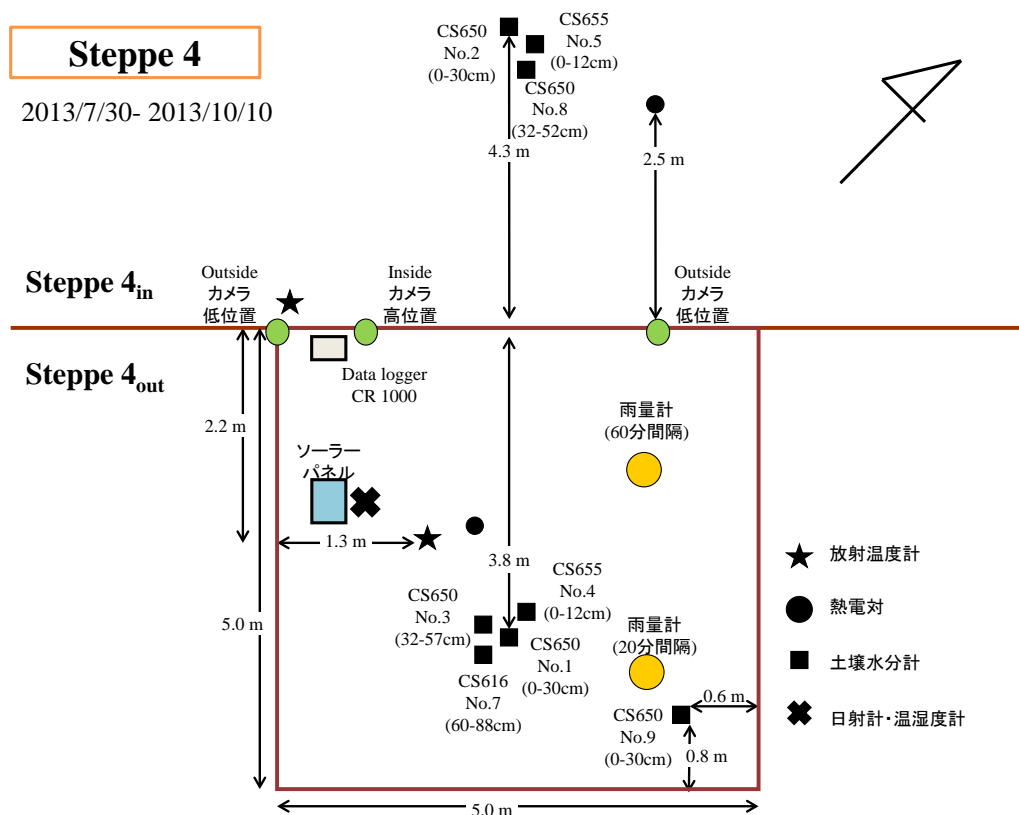 Steppe 4
2013/7/30- 2013/10/10
CS650
No.2
(0-30cm)
CS655
No.5
(0-12cm)
CS650
No.8
(32-52cm)
4.3 m
2.5 m
Steppe 4in
Outside
カメラ
低位置
Inside
カメラ
高位置
Outside
カメラ
低位置
Steppe 4out
Data logger
CR 1000
2.2 m
雨量計
(60分間隔)
ソーラー
パネル
1.3 m
3.8 m
5.0 m
CS650
No.3
(32-57cm)
CS655
No.4
(0-12cm)
CS650
No.1
(0-30cm)
CS616
No.7
(60-88cm)
雨量計
(20分間隔)
CS650
No.9
(0-30cm)
0.6 m
0.8 m
5.0 m
放射温度計
熱電対
土壌水分計
日射計・温湿度計